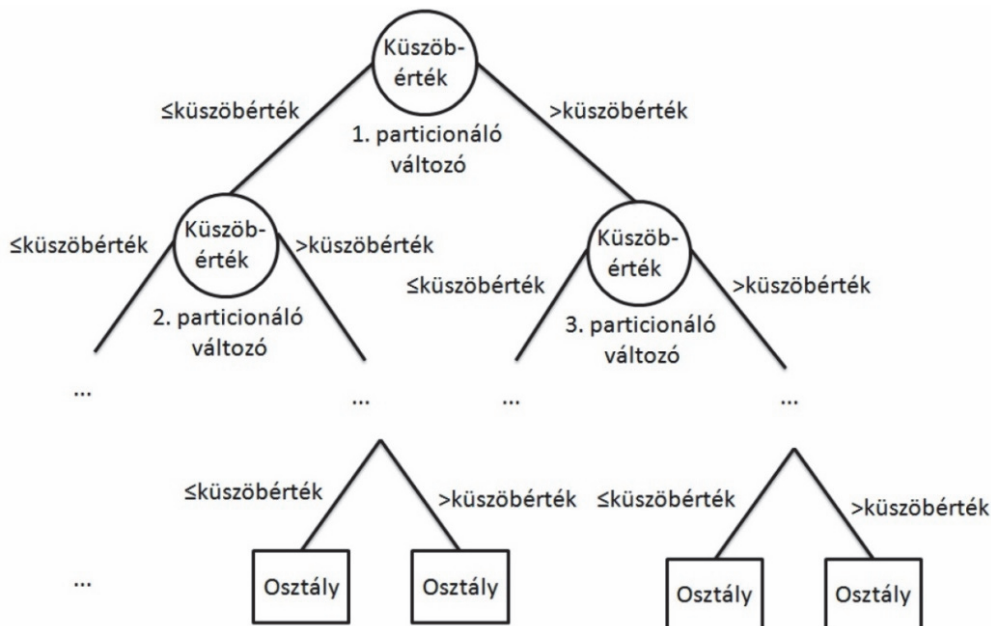 Küszöb-
érték
≤küszöbérték
>küszöbérték
1. particionáló
változó
Küszöb-
érték
≤küszöbérték
>küszöbérték
2. particionáló
változó
Küszöb-
érték
≤küszöbérték
>küszöbérték
3. particionáló
változó
...
...
...
...
≤küszöbérték
>küszöbérték
≤küszöbérték
>küszöbérték
...
Osztály
Osztály
Osztály
Osztály